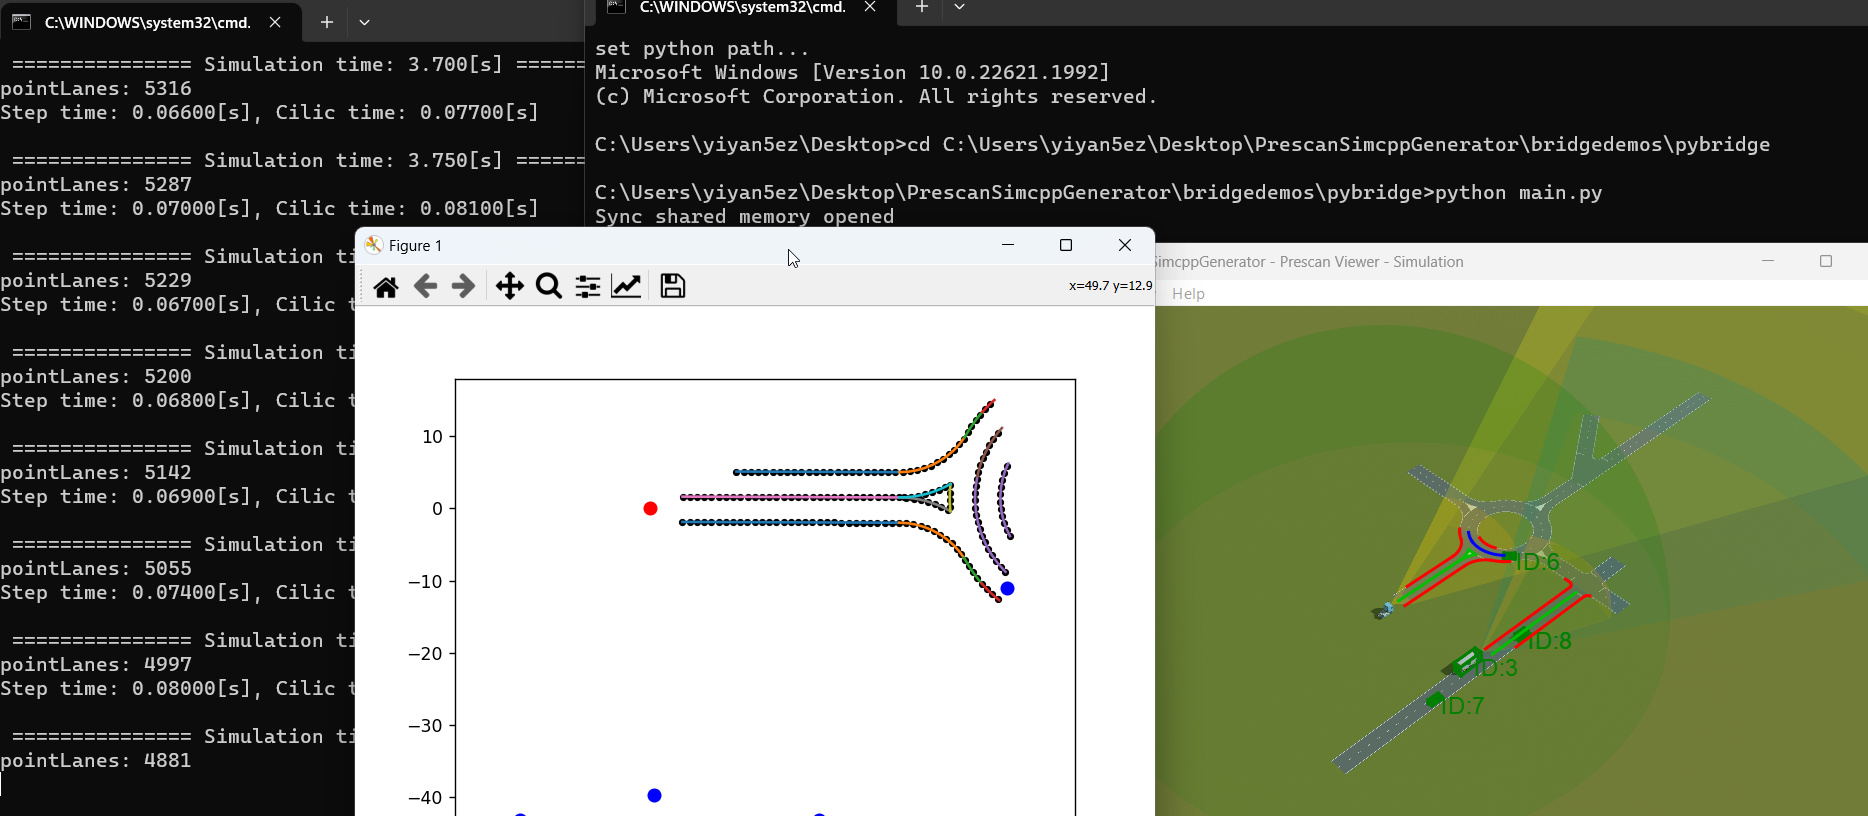 C:\WINDOWS\system32\cmd.
=============== Simulation time: 3.700[s] ======
pointLanes: 5316
Step time: 0.06600[s], Cilic time: 0.07700[s]
=============== Simulation time: 3.750[s] ======
pointLanes: 5287
Step time: 0.07000[s], Cilic time: 0.08100[s]
=============== Simulation ti
pointLanes: 5229
Step time: 0.06700[s], Cilic t
=============== Simulation ti
pointLanes: 5200
Step time: 0.06800[s], Cilic t
=============== Simulation ti
pointLanes: 5142
Step time: 0.06900[s], Cilic t
=============== Simulation ti
pointLanes: 5055
Step time: 0.07400[s], Cilic t
=============== Simulation ti
pointLanes: 4997
Step time: 0.08000[s], Cilic t
=============== Simulation ti
pointLanes: 4881
C:\WINDOWS\system32\cmd.
set python path...
Microsoft Windows [Version 10.0.22621.1992]
(c) Microsoft Corporation. All rights reserved.
C:\Users\yiyan5ez\Desktop>cd C:\Users\yiyan5ez\Desktop\PrescanSimcppGenerator\bridgedemos\pybridge
C:\Users\yiyan5ez\Desktop\PrescanSimcppGenerator\bridgedemos\pybridge>python main.py
Sync shared memory opened
Figure 1
x=49.7 y=12.9
10
0
−10
−20
−30
−40
SimcppGenerator - Prescan Viewer - Simulation
Help
ID:6
ID:8
ID:3
ID:7